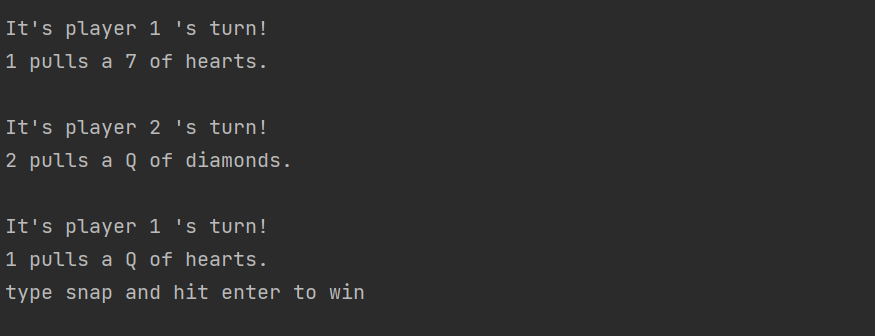 It's player 1 's turn!
1 pulls a 7 of hearts.
It's player 2 's turn!
2 pulls a Q of diamonds.
It's player 1 's turn!
1 pulls a Q of hearts.
type snap and hit enter to win